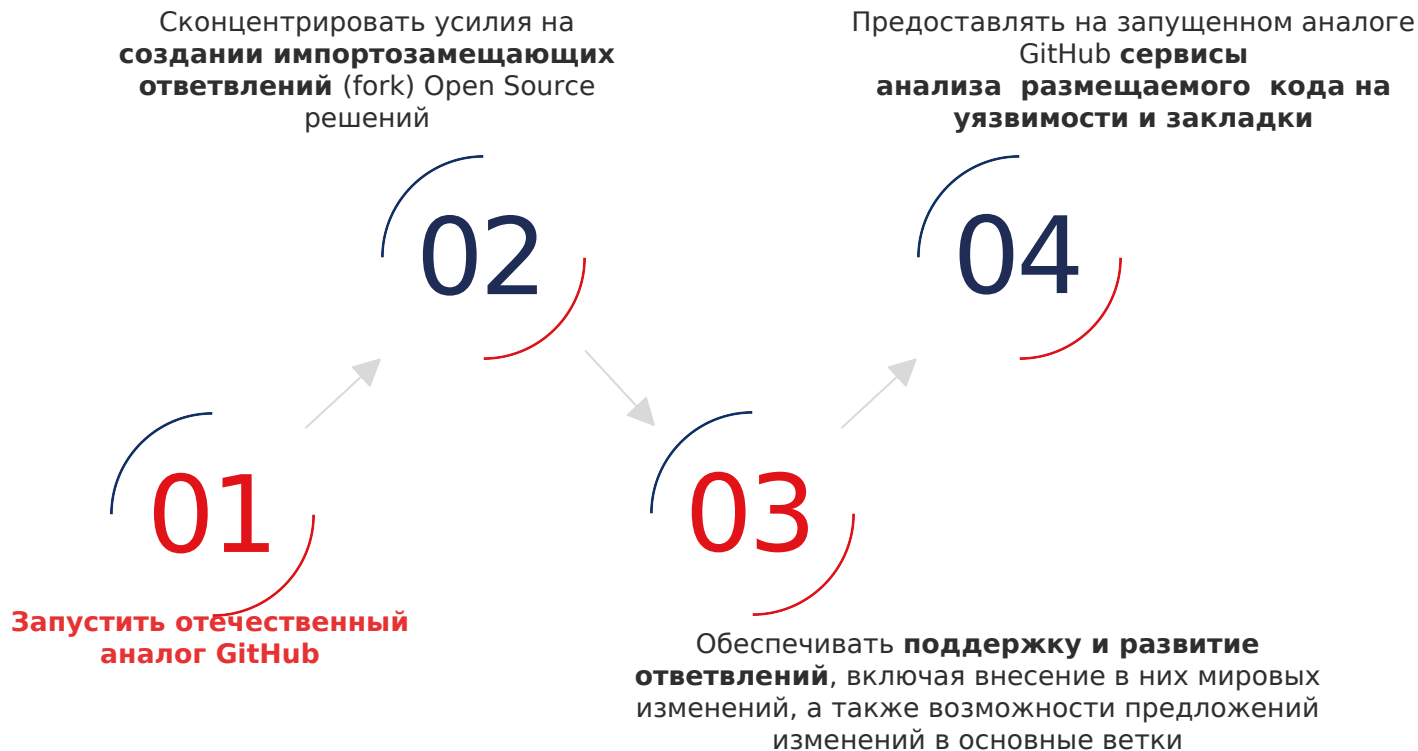 01
Запустить отечественный
аналог GitHub
Сконцентрировать усилия на
создании импортозамещающих
ответвлений (fork) Open Source
решений
02
03
Обеспечивать поддержку и развитие
ответвлений, включая внесение в них мировых
изменений, а также возможности предложений
изменений в основные ветки
Предоставлять на запущенном аналоге
GitHub сервисы
анализа размещаемого кода на
уязвимости и закладки
04